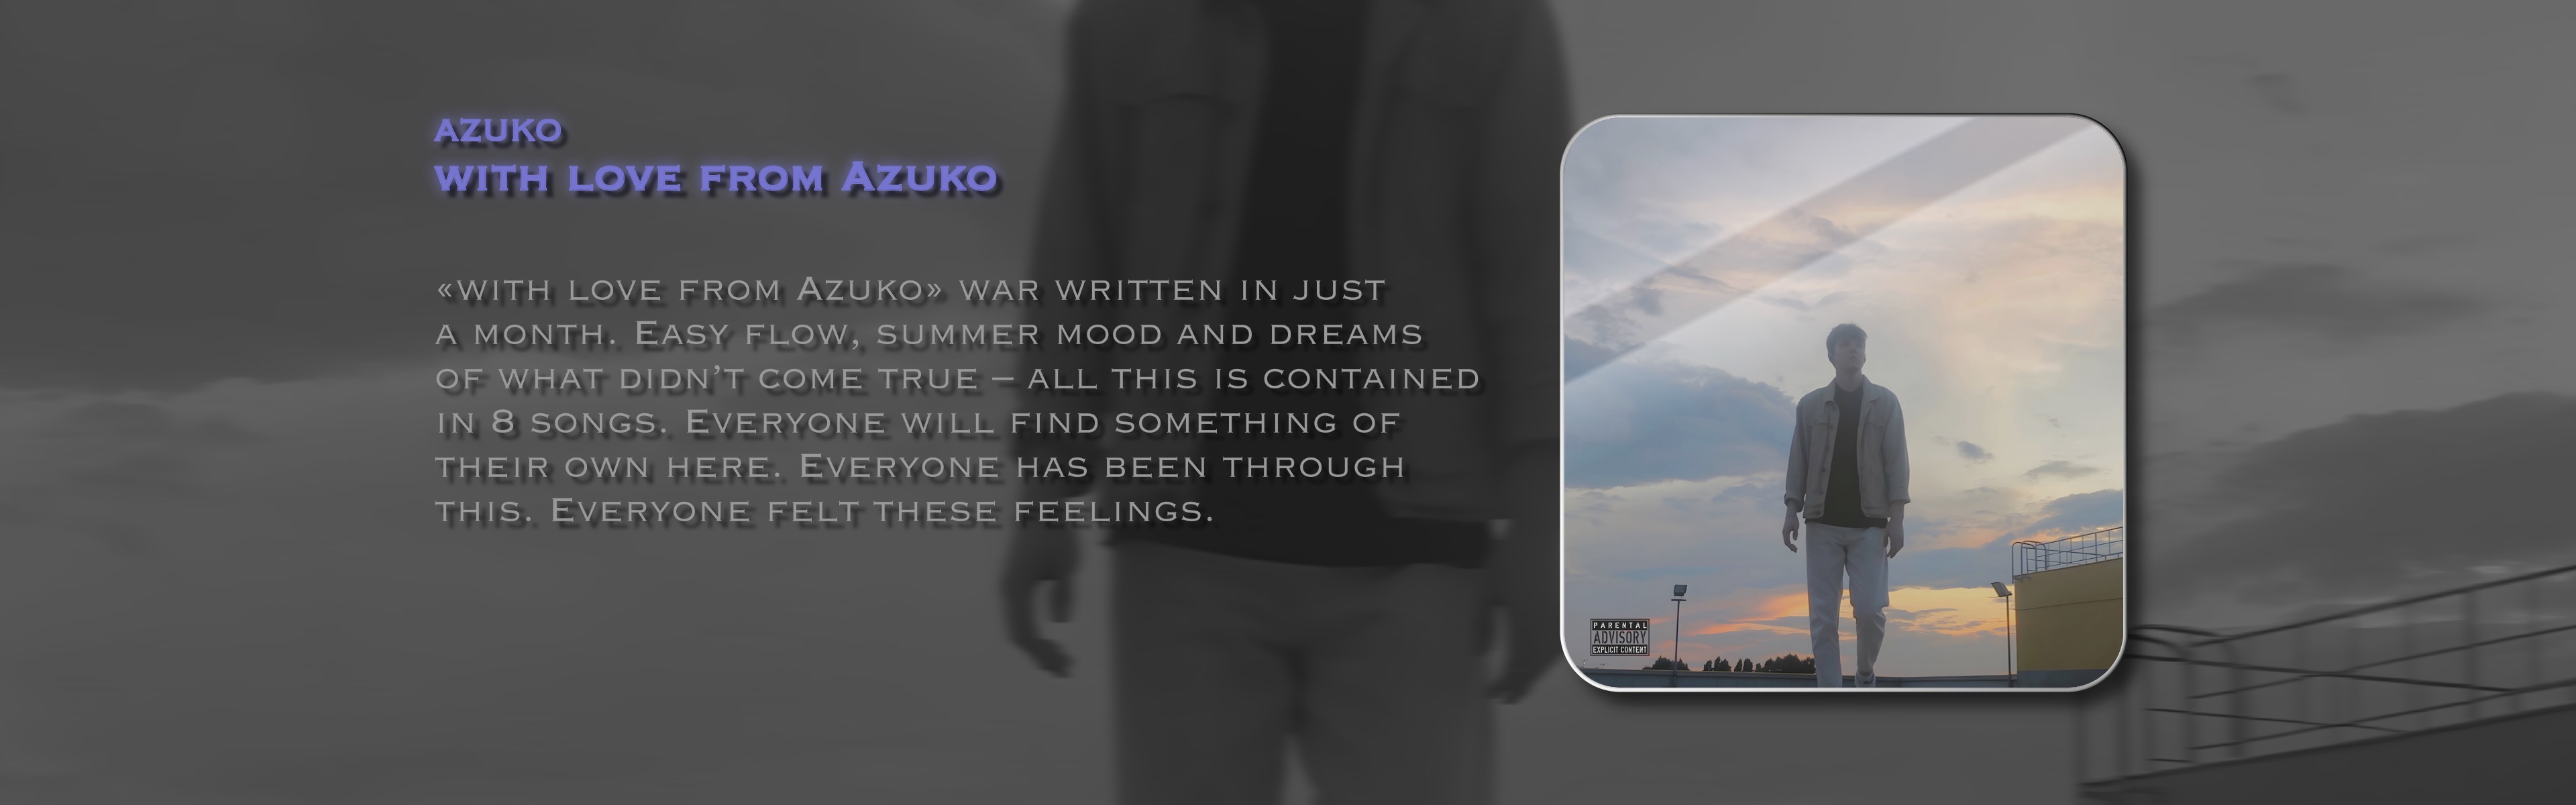 AZUKO
WITH LOVE FROM AZUKO
«WITH LOVE FROM AZUKO» WAR WRITTEN IN JUST
A MONTH. EASY FLOW, SUMMER MOOD AND DREAMS
OF WHAT DIDN’T COME TRUE – ALL THIS IS CONTAINED
IN 8 SONGS. EVERYONE WILL FIND SOMETHING OF
THEIR OWN HERE. EVERYONE HAS BEEN THROUGH
THIS. EVERYONE FELT THESE FEELINGS.
PARENTAL
ADVISORY
EXPLICIT CONTENT